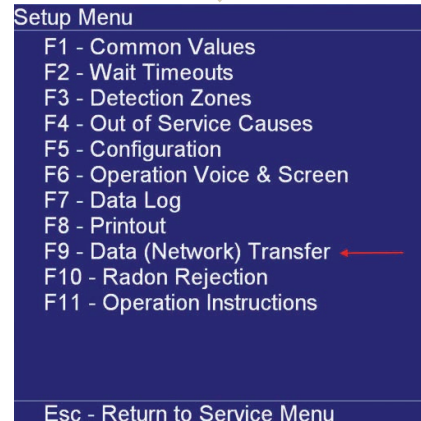 Setup Menu
F1 - Common Values
F2 - Wait Timeouts
F3 - Detection Zones
F4 - Out of Service Causes
F5 - Configuration
F6 - Operation Voice & Screen
F7 - Data Log
F8 - Printout
F9 - Data (Network) Transfer
F10 - Radon Rejection
F11 - Operation Instructions
Esc - Return to Service Menu